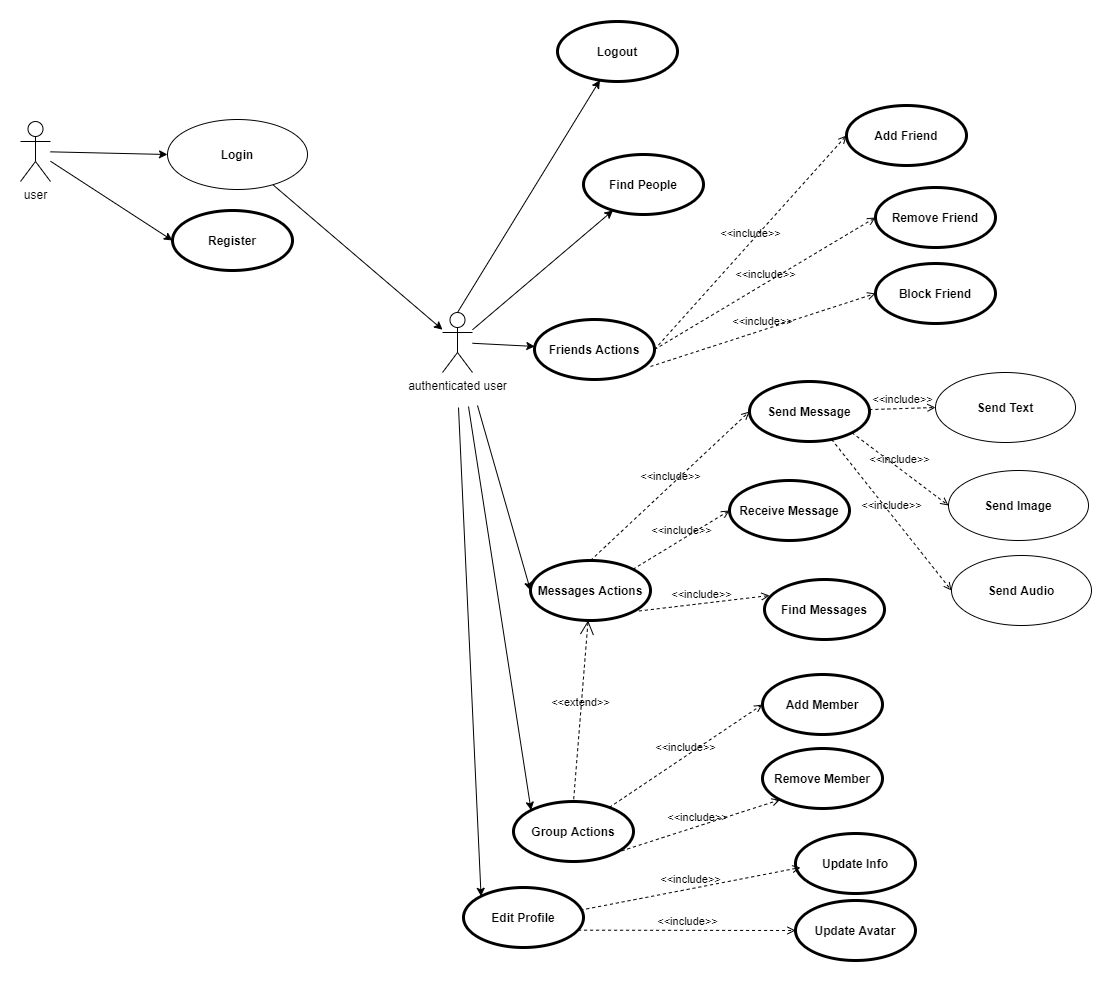 Logout
Add Friend
Login
Find People
user
Remove Friend
Register
<<include>>
<<include>>
Block Friend
<<include>>
Friends Actions
authenticated user
<<include>>
Send Text
Send Message
<<include>>
<<include>>
Send Image
<<include>>
Receive Message
<<include>>
Messages Actions
<<include>>
Send Audio
Find Messages
<<extend>>
Add Member
<<include>>
Remove Member
<<include>>
Group Actions
Update Info
<<include>>
Edit Profile
<<include>>
Update Avatar